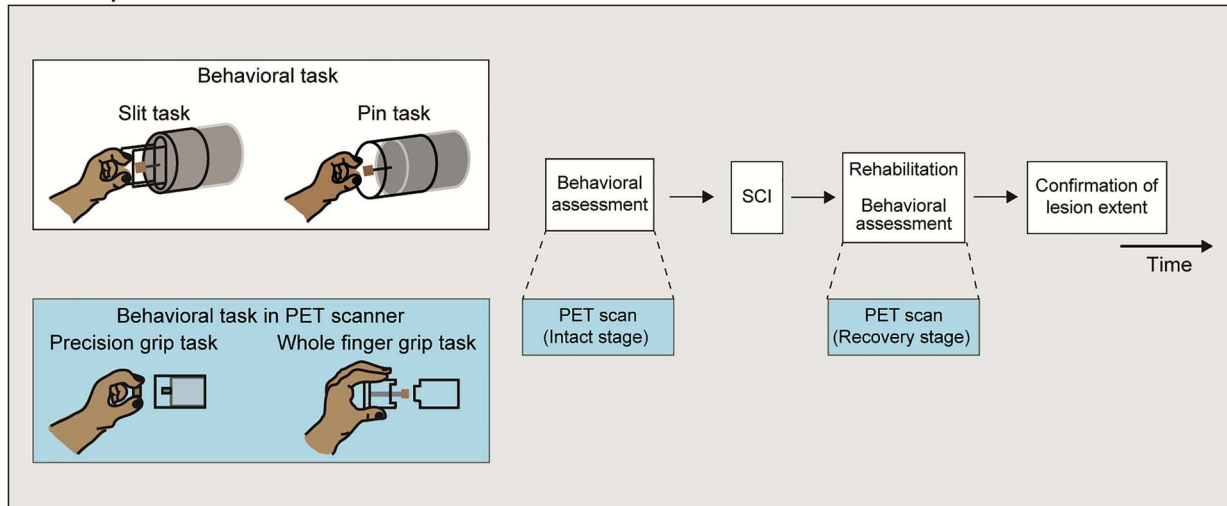 Behavioral task
Slit task
Pin task
Behavioral task in PET scanner
Precision grip task
Whole finger grip task
Behavioral
assessment
SCI
Rehabilitation
Behavioral
assessment
Confirmation of
lesion extent
Time
PET scan
(Intact stage)
PET scan
(Recovery stage)